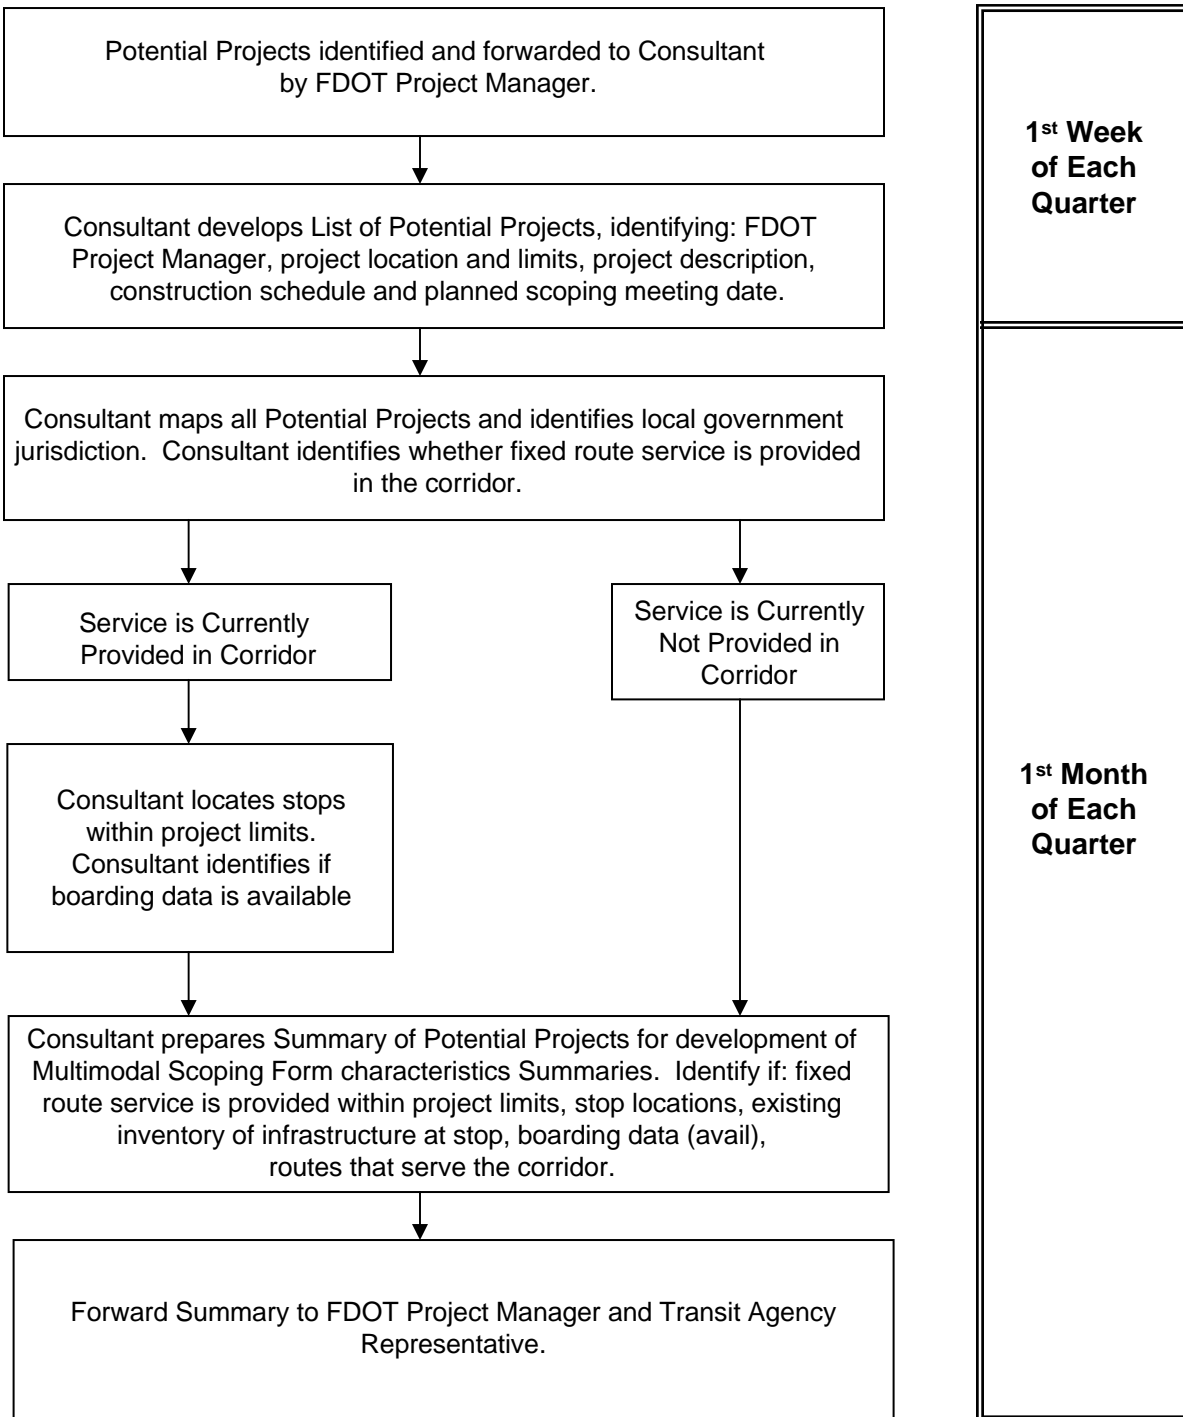 Potential Projects identified and forwarded to Consultant
by FDOT Project Manager.
1st Week
of Each
Quarter
Consultant develops List of Potential Projects, identifying: FDOT
Project Manager, project location and limits, project description,
construction schedule and planned scoping meeting date.
Consultant maps all Potential Projects and identifies local government
jurisdiction. Consultant identifies whether fixed route service is provided
in the corridor.
Service is Currently
Provided in Corridor
Service is Currently
Not Provided in
Corridor
Consultant locates stops
within project limits.
Consultant identifies if
boarding data is available
1st Month
of Each
Quarter
Consultant prepares Summary of Potential Projects for development of
Multimodal Scoping Form characteristics Summaries. Identify if: fixed
route service is provided within project limits, stop locations, existing
inventory of infrastructure at stop, boarding data (avail),
routes that serve the corridor.
Forward Summary to FDOT Project Manager and Transit Agency
Representative.